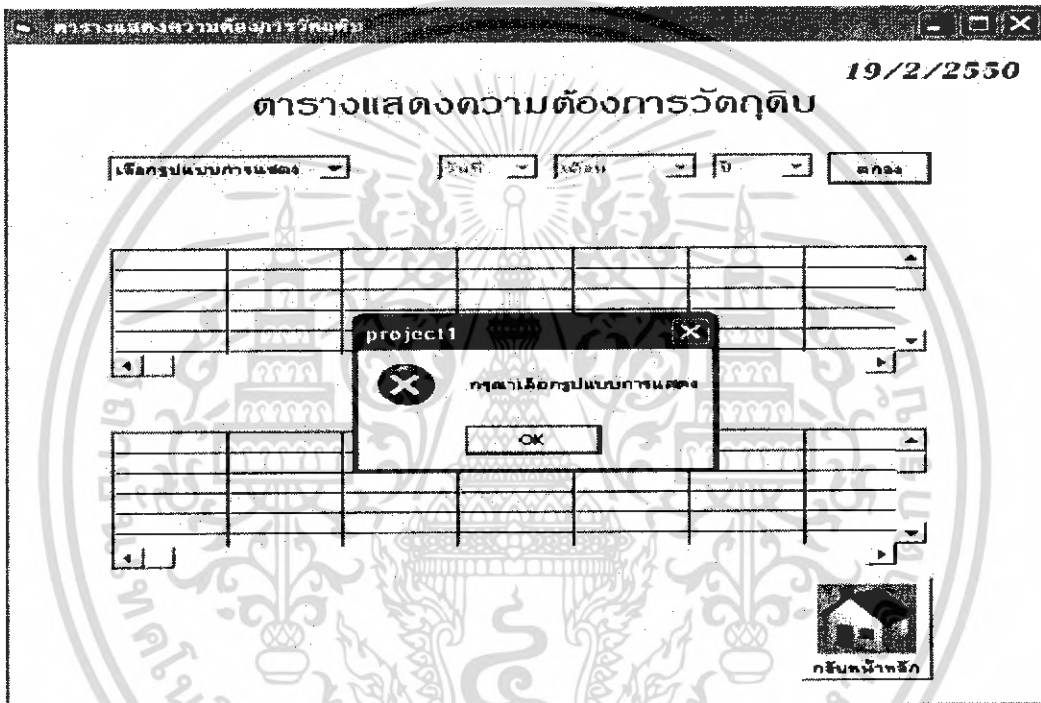 ตารางแสดงความต้องการวัตถุดิบ
19/2/2550
ตารางแสดงความต้องการวัตถุดิบ
เลือกรูปแบบการแสดง วันที่ เดือน ปี ตกลง
project1
กรุณาเลือกรูปแบบการแสดง
OK
กลับหน้าหลัก